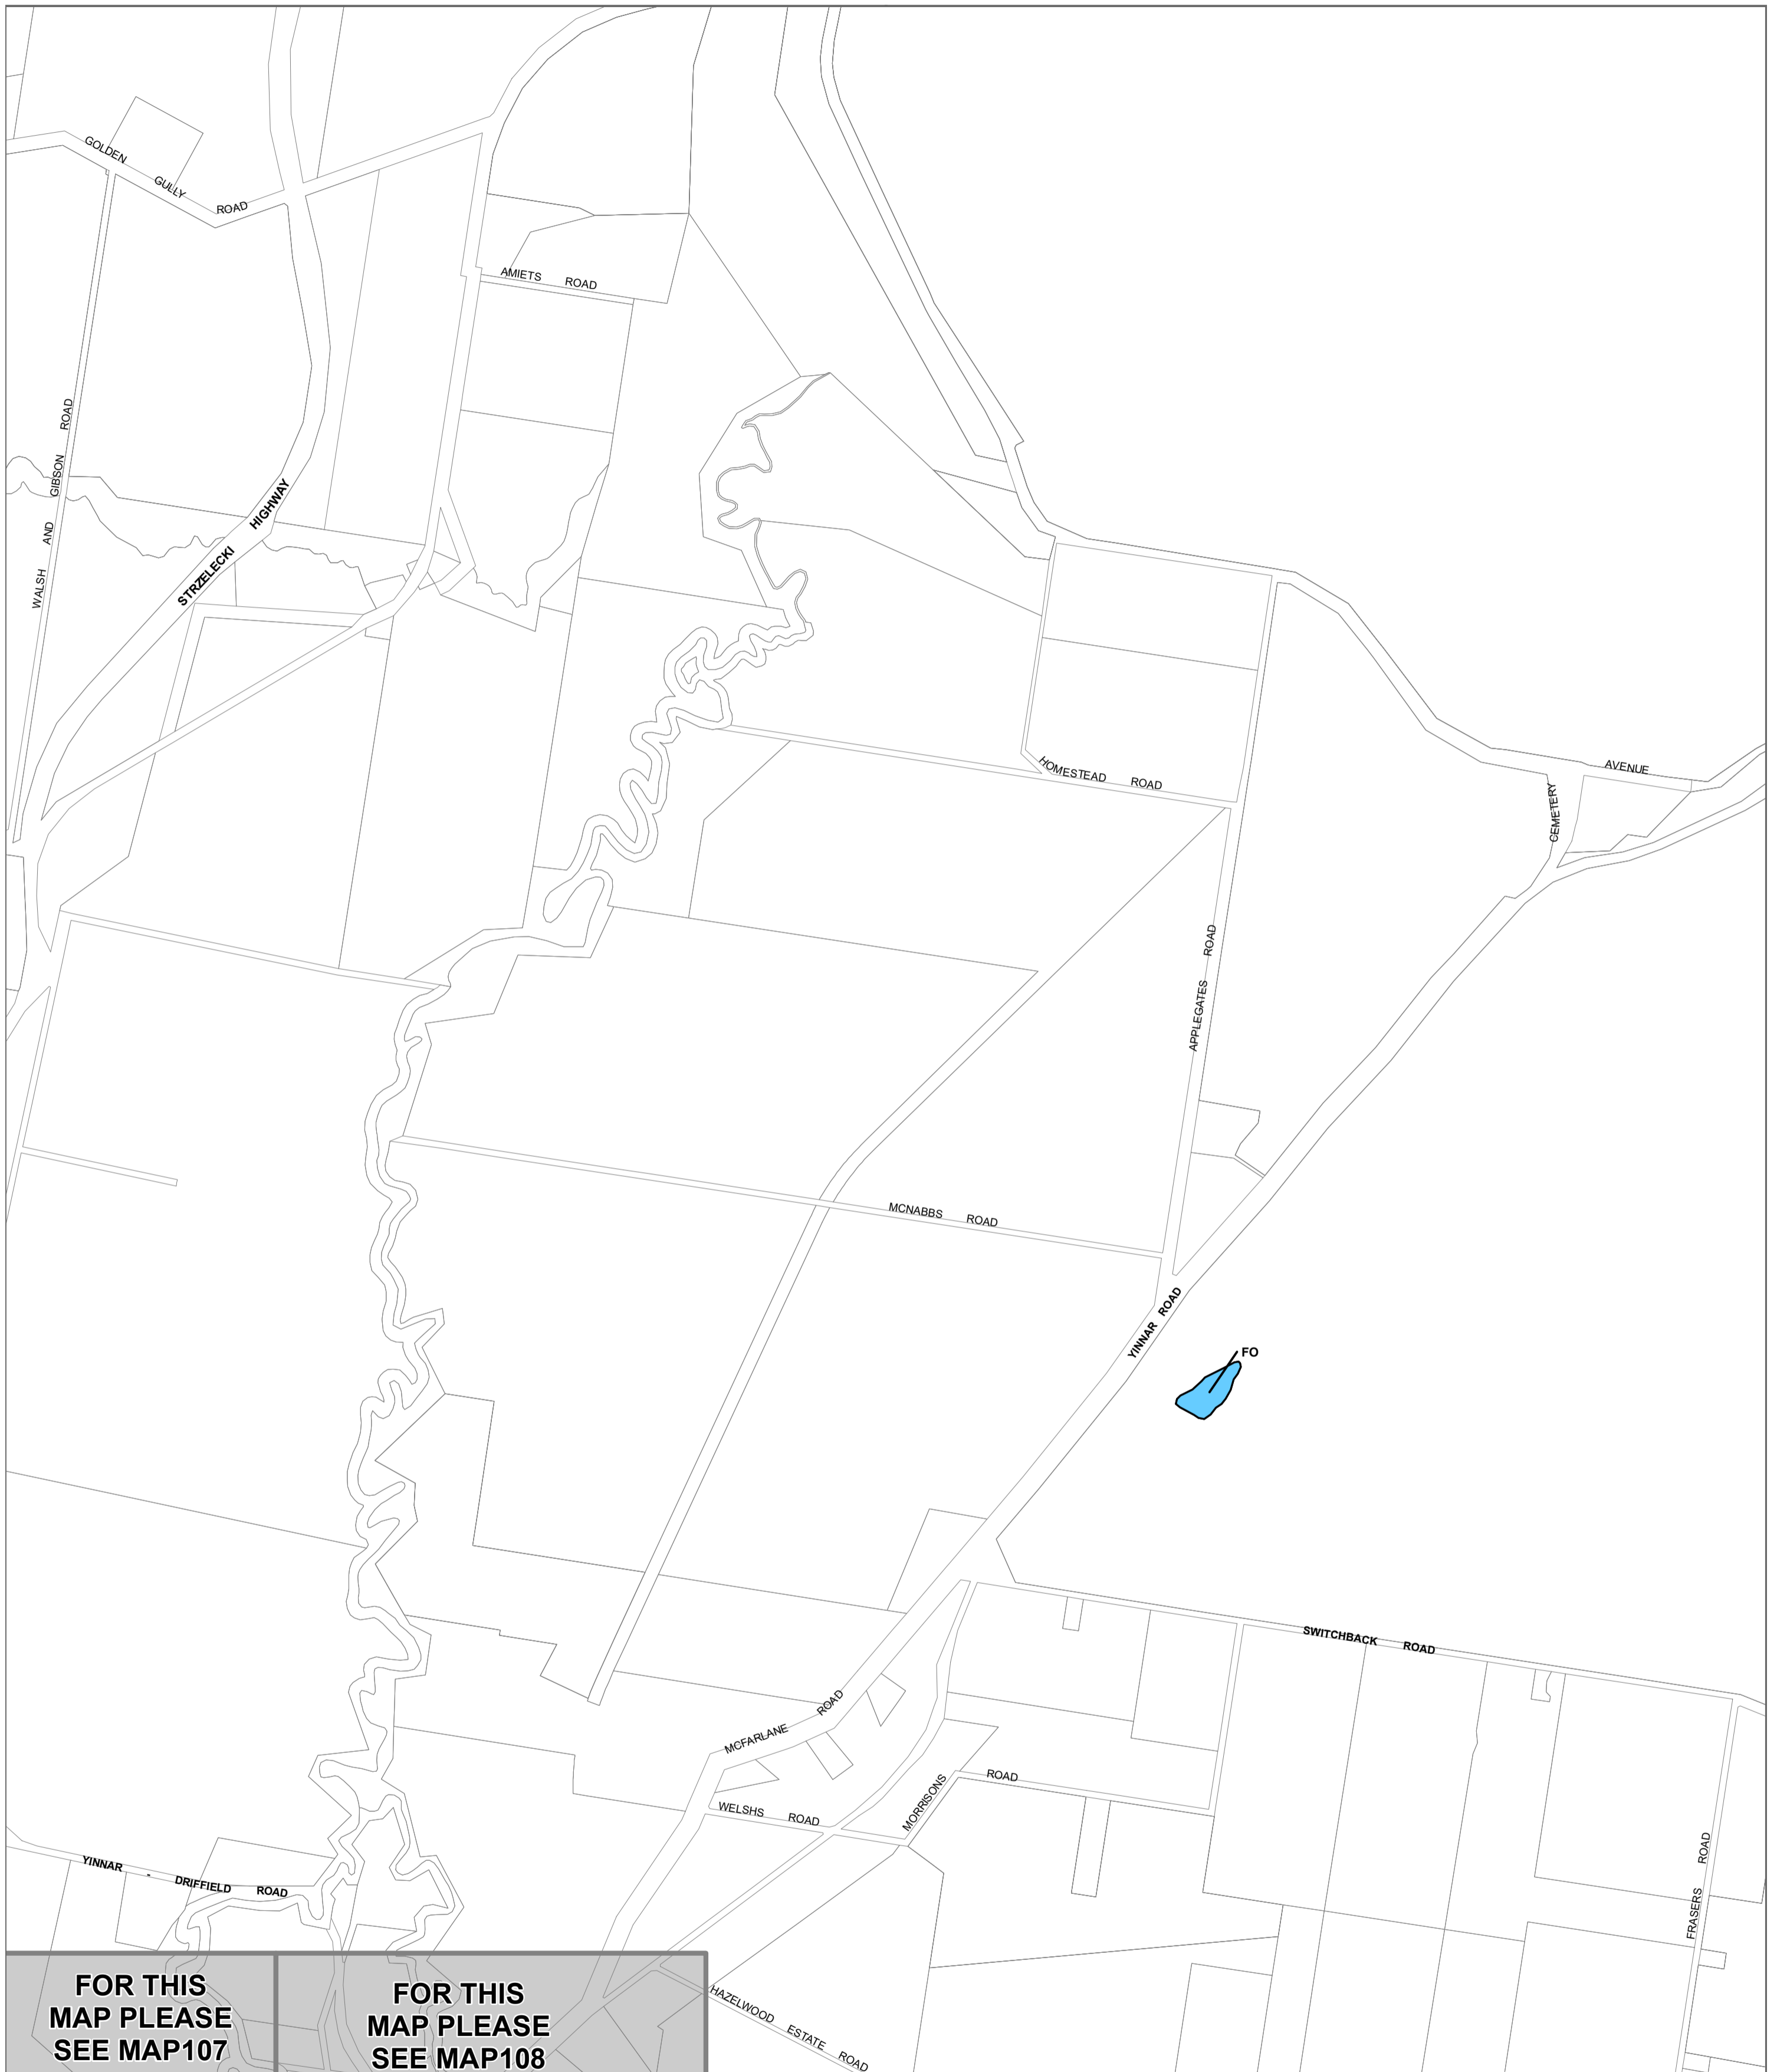 GOLDEN GULLY ROAD
AMIETS ROAD
WALSH AND GIBSON ROAD
STRZELECKI HIGHWAY
HOMESTEAD ROAD
AVENUE
CEMETERY
APPLEGATES ROAD
MCNABBS ROAD
YINNAR ROAD
FO
SWITCHBACK ROAD
MCFARLANE ROAD
MORRISONS ROAD
WELSHS ROAD
FRASERS ROAD
YINNAR - DRIFFIELD ROAD
FOR THIS
MAP PLEASE
SEE MAP107
FOR THIS
MAP PLEASE
SEE MAP108
HAZELWOOD ESTATE ROAD